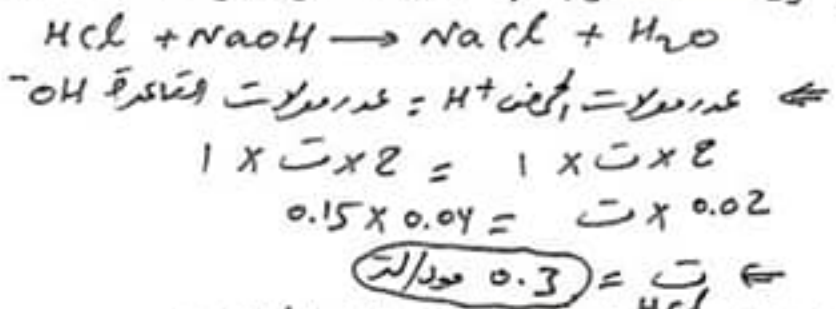 HCl + NaOH → NaCl + H₂O
⇐ عدد مولات الحمض H⁺ = عدد مولات القاعدة OH⁻
ح × ت × 1 = ح × ت × 1
0.02 × ت = 0.04 × 0.15
⇐ ت HCl = 0.3 مول/لتر